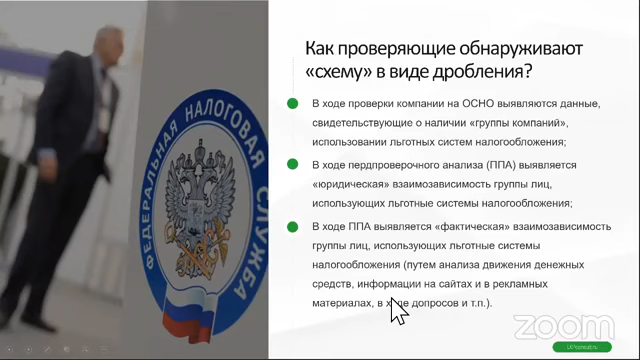 Как проверяющие обнаруживают
«схему» в виде дробления?
В ходе проверки компании на ОСНО выявляются данные,
свидетельствующие о наличии «группы компаний»,
использовании льготных систем налогообложения;
В ходе пердпроверочного анализа (ППА) выявляется
«юридическая» взаимозависимость группы лиц,
использующих льготные системы налогообложения;
В ходе ППА выявляется «фактическая» взаимозависимость
группы лиц, использующих льготные системы
налогообложения (путем анализа движения денежных
средств, информации на сайтах и в рекламных
материалах, в ходе допросов и т.п.).
ФЕДЕРАЛЬНАЯ НАЛОГОВАЯ СЛУЖБА
zoom